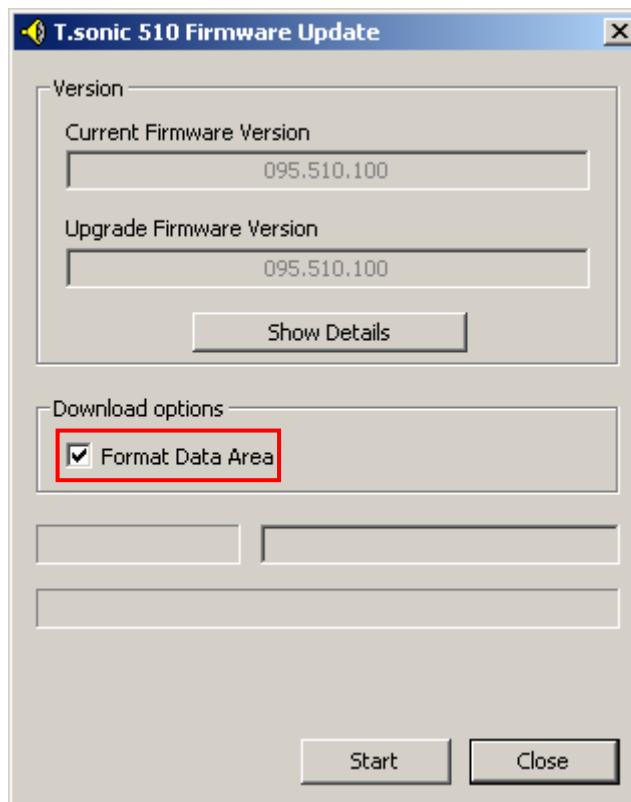 T.sonic 510 Firmware Update
Version
Current Firmware Version
095.510.100
Upgrade Firmware Version
095.510.100
Show Details
Download options
Format Data Area
Start Close